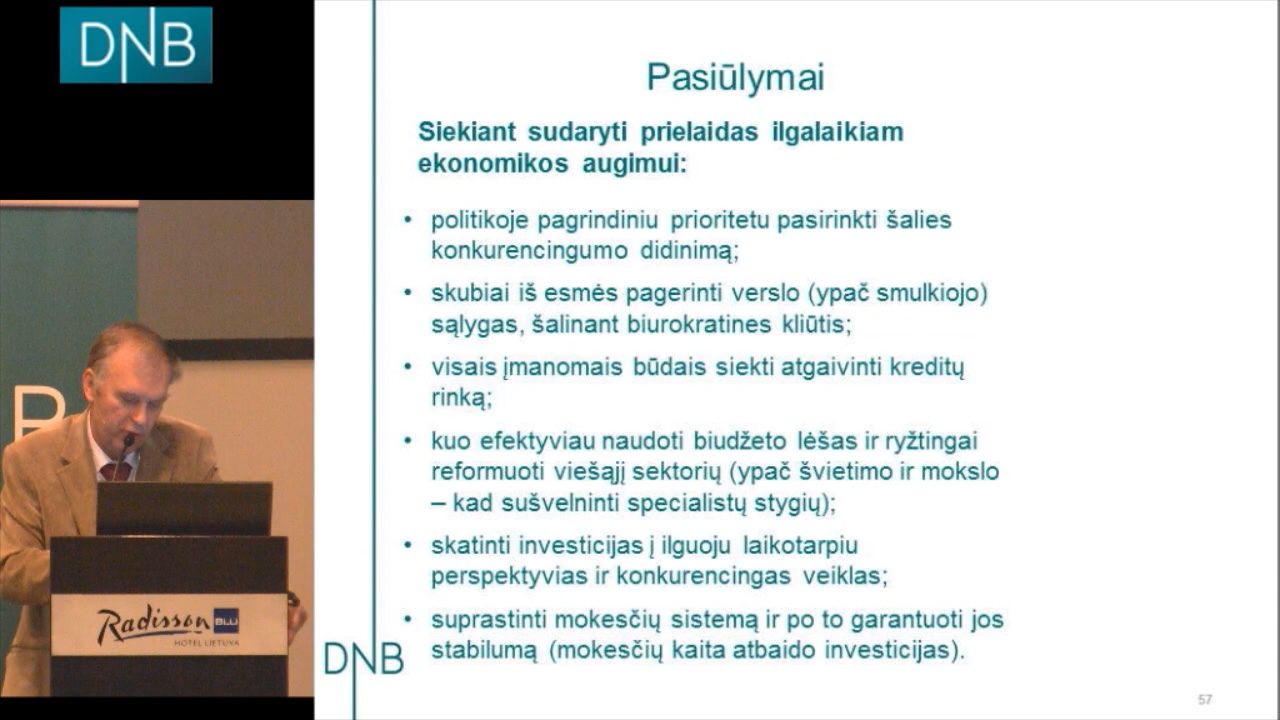 DNB
Pasiūlymai
Siekiant sudaryti prielaidas ilgalaikiam
ekonomikos augimui:
• politikoje pagrindiniu prioritetu pasirinkti šalies
konkurencingumo didinimą;
• skubiai iš esmės pagerinti verslo (ypač smulkiojo)
sąlygas, šalinant biurokratines kliūtis;
• visais įmanomais būdais siekti atgaivinti kreditų
rinką;
• kuo efektyviau naudoti biudžeto lėšas ir ryžtingai
reformuoti viešąjį sektorių (ypač švietimo ir mokslo
– kad sušvelninti specialistų stygių);
• skatinti investicijas į ilguoju laikotarpiu
perspektyvias ir konkurencingas veiklas;
• suprastinti mokesčių sistemą ir po to garantuoti jos
stabilumą (mokesčių kaita atbaido investicijas).
DNB
57
B
Radisson BLU
HOTEL LIETUVA